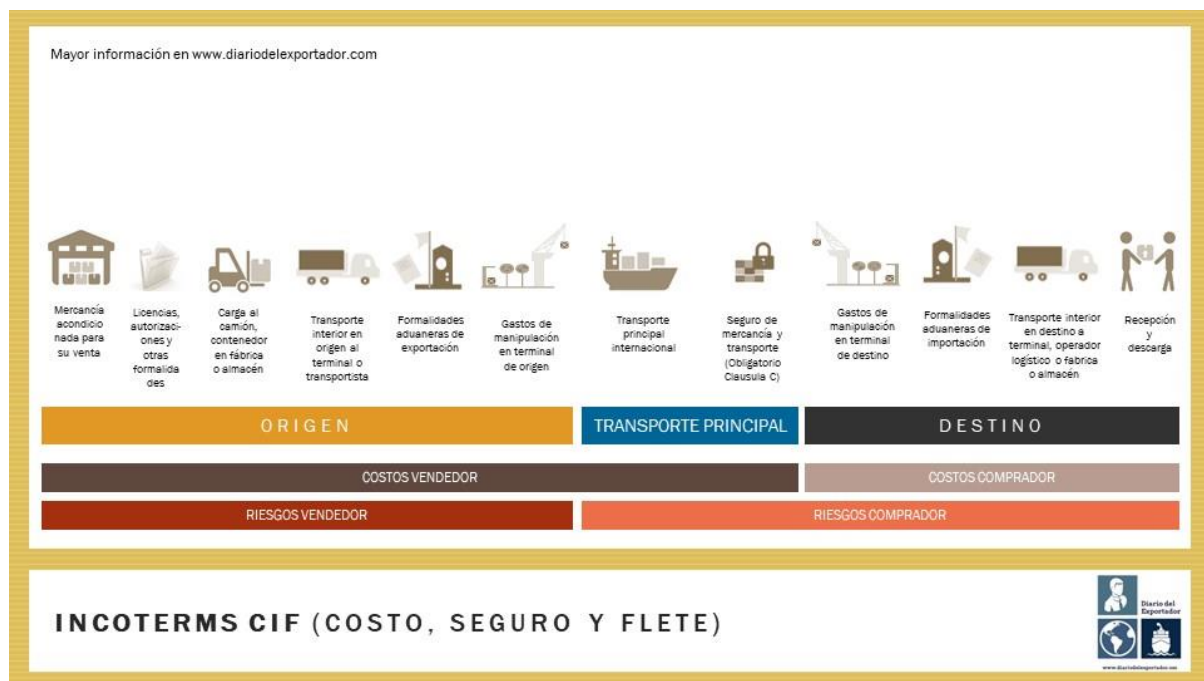 Mayor información en www.diariodelexportador.com
Mercancía
acondicio
nada para
su venta
Licencias,
autorizaci-
ones y
otras
formalida
des
Carga al
camión,
contenedor
en fábrica
o almacén
Transporte
interior en
origen al
terminal o
transportista
Formalidades
aduaneras de
exportación
Gastos de
manipulación
en terminal
de origen
Transporte
principal
internacional
Seguro de
mercancía y
transporte
(Obligatorio
Clausula C)
Gastos de
manipulación
en terminal
de destino
Formalidades
aduaneras de
importación
Transporte interior
en destino a
terminal, operador
logístico o fabrica
o almacén
Recepción
y
descarga
ORIGEN
TRANSPORTE PRINCIPAL
DESTINO
COSTOS VENDEDOR
COSTOS COMPRADOR
RIESGOS VENDEDOR
RIESGOS COMPRADOR
INCOTERMS CIF (COSTO, SEGURO Y FLETE)
Diario del
Exportador
www.diariodelexportador.com